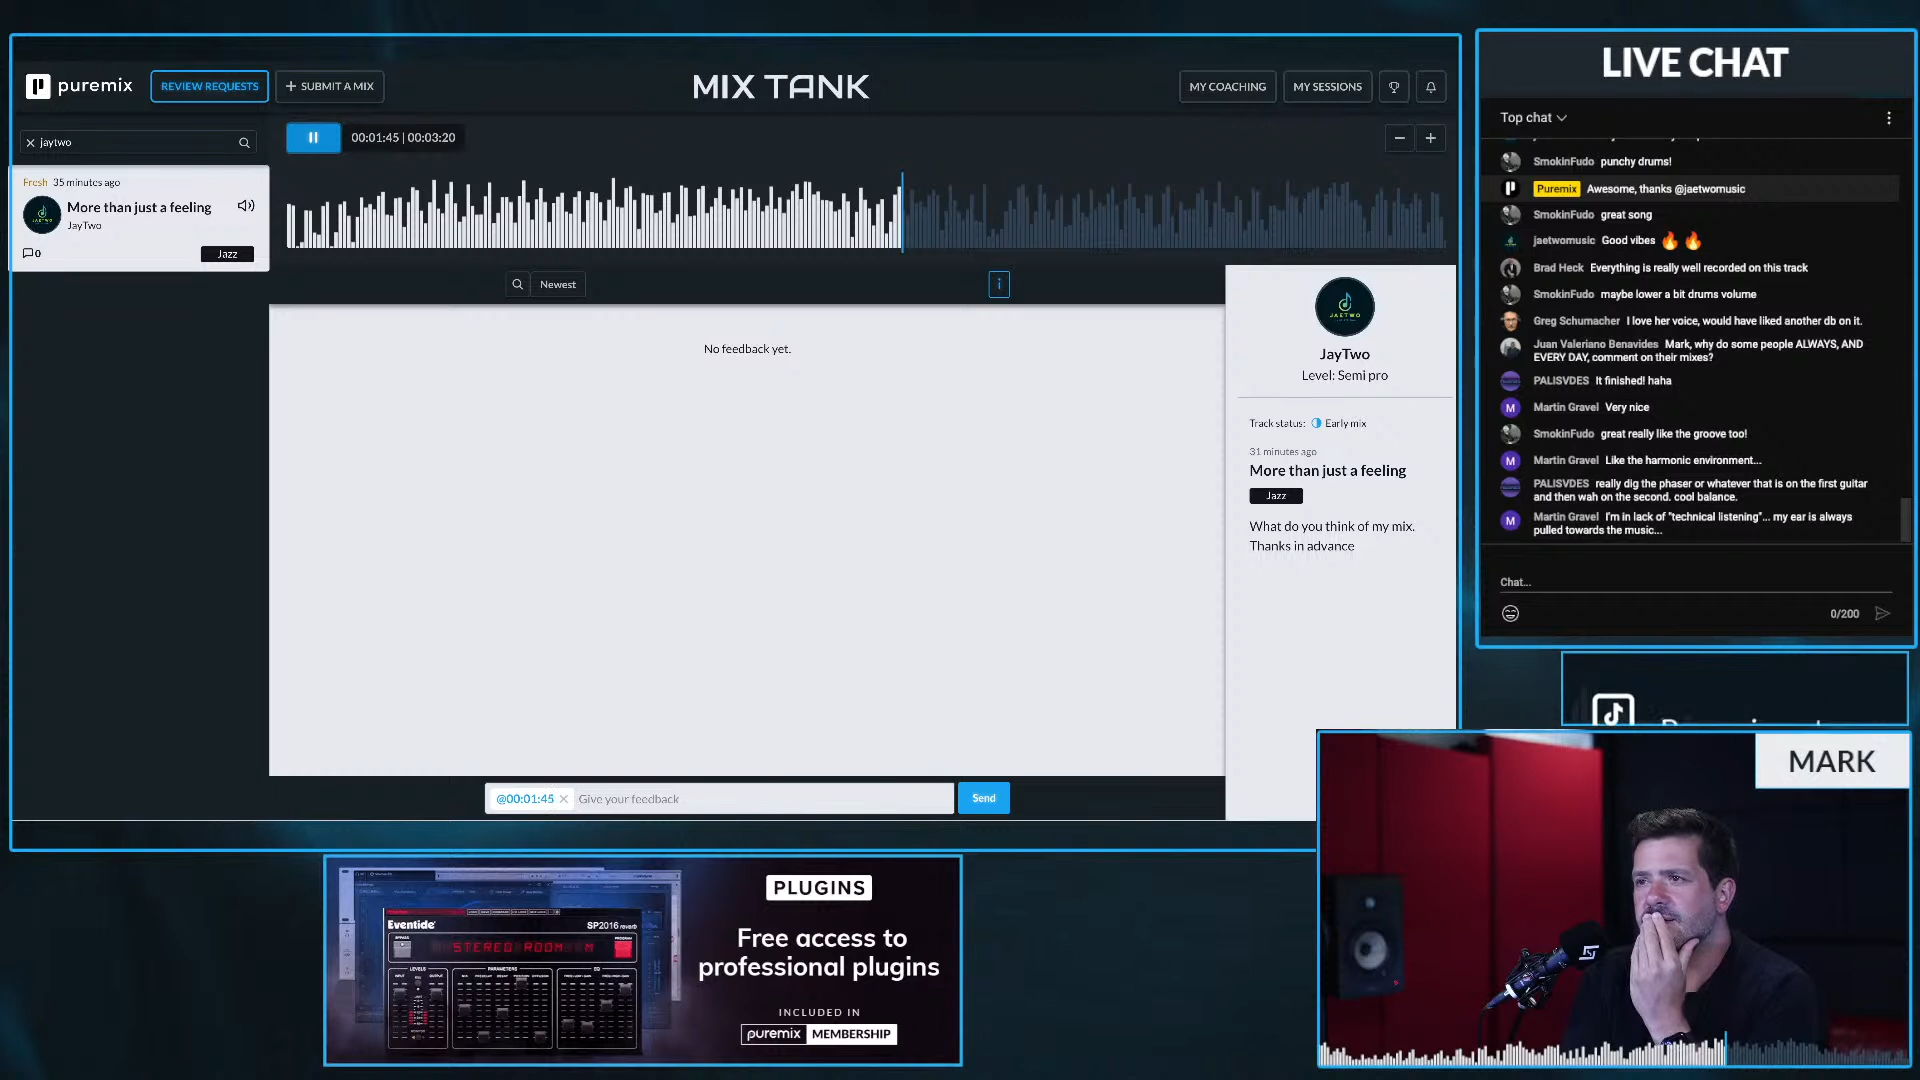 puremix
REVIEW REQUESTS
+ SUBMIT A MIX
MIX TANK
MY COACHING
MY SESSIONS
jaytwo
00:01:45 | 00:03:20
Fresh 35 minutes ago
More than just a feeling
JayTwo
0
Jazz
Newest
i
No feedback yet.
JAETWO
JayTwo
Level: Semi pro
Track status: Early mix
31 minutes ago
More than just a feeling
Jazz
What do you think of my mix.
Thanks in advance
@00:01:45 Give your feedback
Send
LIVE CHAT
Top chat
SmokinFudo punchy drums!
Puremix Awesome, thanks @jaetwomusic
SmokinFudo great song
jaetwomusic Good vibes 🔥 🔥
Brad Heck Everything is really well recorded on this track
SmokinFudo maybe lower a bit drums volume
Greg Schumacher I love her voice, would have liked another db on it.
Juan Valeriano Benavides Mark, why do some people ALWAYS, AND
EVERY DAY, comment on their mixes?
PALISVDES It finished! haha
M Martin Gravel Very nice
SmokinFudo great really like the groove too!
M Martin Gravel Like the harmonic environment...
PALISVDES really dig the phaser or whatever that is on the first guitar
and then wah on the second. cool balance.
M Martin Gravel I'm in lack of "technical listening"... my ear is always
pulled towards the music...
Chat...
0/200
MARK
PLUGINS
Free access to
professional plugins
INCLUDED IN
puremix MEMBERSHIP
Eventide
SP2016 reverb
BYPASS
STEREO ROOM M
PROGRAM
LEVELS
PARAMETERS
EQ
INPUT
OUTPUT